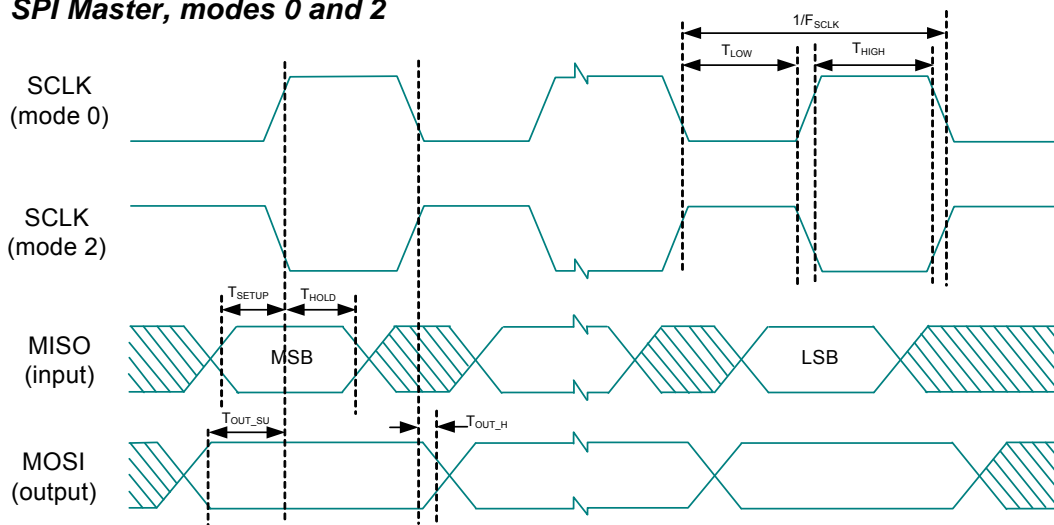 SPI Master, modes 0 and 2
1/FSCLK
TLOW
THIGH
SCLK
(mode 0)
SCLK
(mode 2)
TSETUP
THOLD
MISO
(input)
MSB
LSB
TOUT_SU
TOUT_H
MOSI
(output)